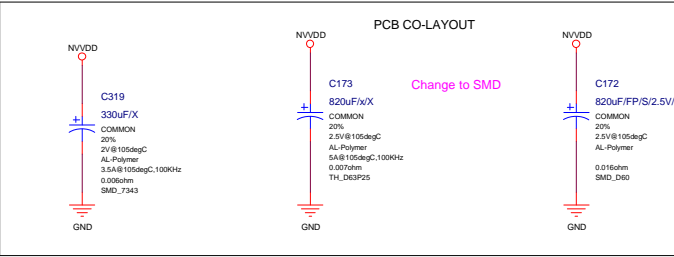 PCB CO-LAYOUT
NVVDD
C319
330uF/X
COMMON
20%
2V@105degC
AL-Polymer
3.5A@105degC,100KHz
0.006ohm
SMD_7343
GND
NVVDD
C173
820uF/x/X
COMMON
20%
2.5V@105degC
AL-Polymer
5A@105degC,100KHz
0.007ohm
TH_D63P25
GND
Change to SMD
NVVDD
C172
820uF/FP/S/2.5V/
COMMON
20%
2.5V@105degC
AL-Polymer
0.016ohm
SMD_D60
GND